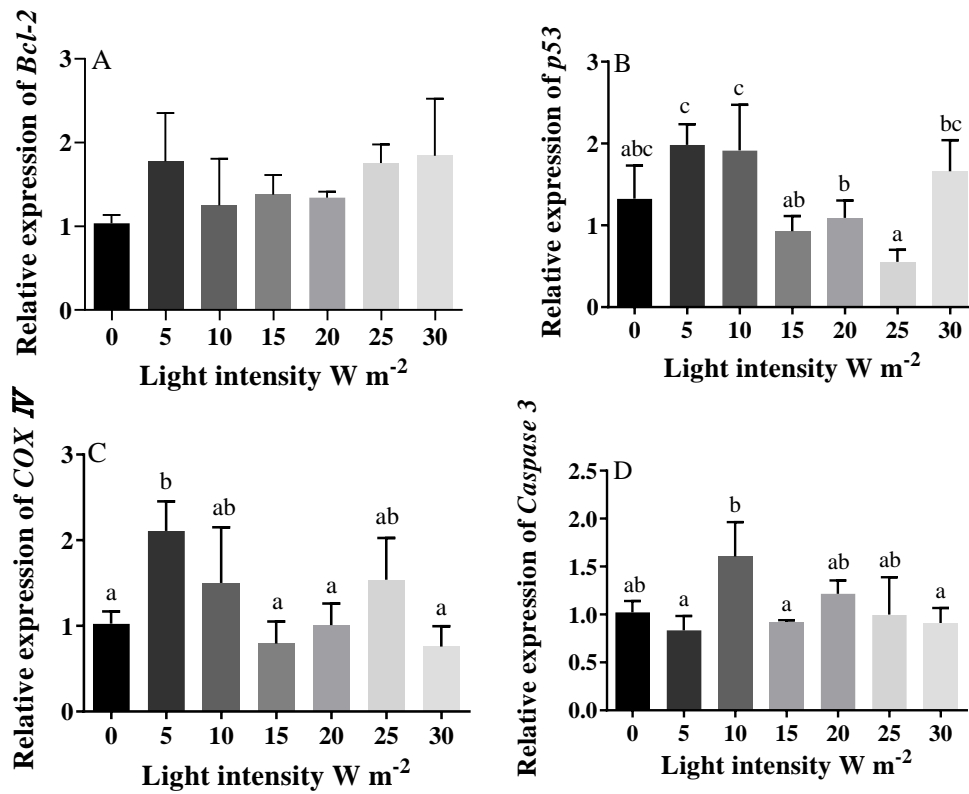 A
Relative expression of Bcl-2
3
2
1
0
0 5 10 15 20 25 30
Light intensity W m-2
B
Relative expression of p53
3
2
1
0
abc c c ab b a bc
0 5 10 15 20 25 30
Light intensity W m-2
C
Relative expression of COX Ⅳ
3
2
1
0
a b ab a a ab a
0 5 10 15 20 25 30
Light intensity W m-2
D
Relative expression of Caspase 3
2.5
2.0
1.5
1.0
0.5
0.0
ab a b a ab ab a
0 5 10 15 20 25 30
Light intensity W m-2